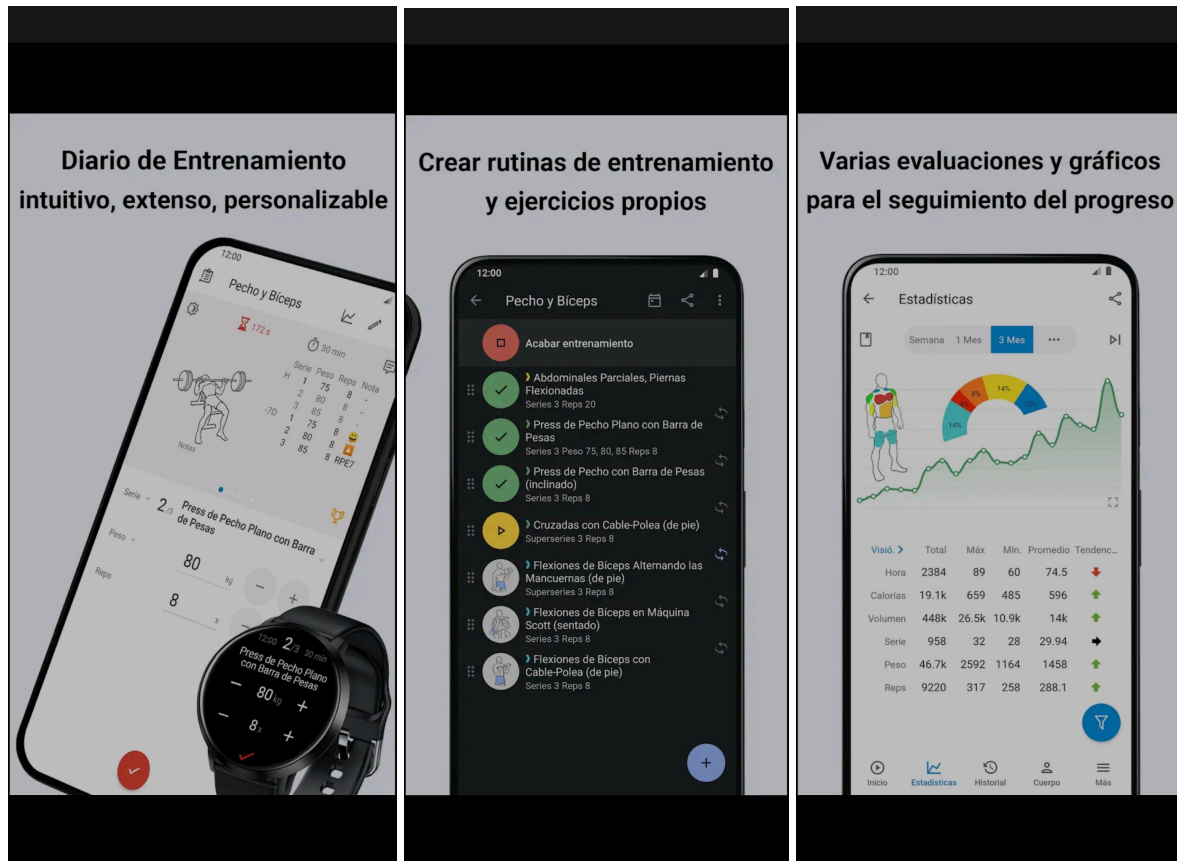 Diario de Entrenamiento
intuitivo, extenso, personalizable
12:00
Pecho y Bíceps
172 s
30 min
Serie Peso Reps Nota
H 1 75 8 -
2 80 8 -
3 85 8 -
-7D 1 75 8
2 80 8
3 85 8 RPE7
Notas
Serie 2/3 Press de Pecho Plano con Barra
de Pesas
Peso
80 kg − +
Reps
8 x −
12:00 2/3 30 min
Press de Pecho Plano
con Barra de Pesas
− 80 kg +
− 8 x +
Crear rutinas de entrenamiento
y ejercicios propios
12:00
Pecho y Bíceps
Acabar entrenamiento
Abdominales Parciales, Piernas
Flexionadas
Series 3 Reps 20
Press de Pecho Plano con Barra de
Pesas
Series 3 Peso 75, 80, 85 Reps 8
Press de Pecho con Barra de Pesas
(inclinado)
Series 3 Reps 8
Cruzadas con Cable-Polea (de pie)
Superseries 3 Reps 8
Flexiones de Bíceps Alternando las
Mancuernas (de pie)
Superseries 3 Reps 8
Flexiones de Bíceps en Máquina
Scott (sentado)
Series 3 Reps 8
Flexiones de Bíceps con
Cable-Polea (de pie)
Series 3 Reps 8
+
Varias evaluaciones y gráficos
para el seguimiento del progreso
12:00
Estadísticas
Semana 1 Mes 3 Mes •••
14%
8%
14%
Visió. Total Máx Mín. Promedio Tendenc...
Hora 2384 89 60 74.5
Calorías 19.1k 659 485 596
Volumen 448k 26.5k 10.9k 14k
Serie 958 32 28 29.94
Peso 46.7k 2592 1164 1458
Reps 9220 317 258 288.1
Inicio Estadísticas Historial Cuerpo Más